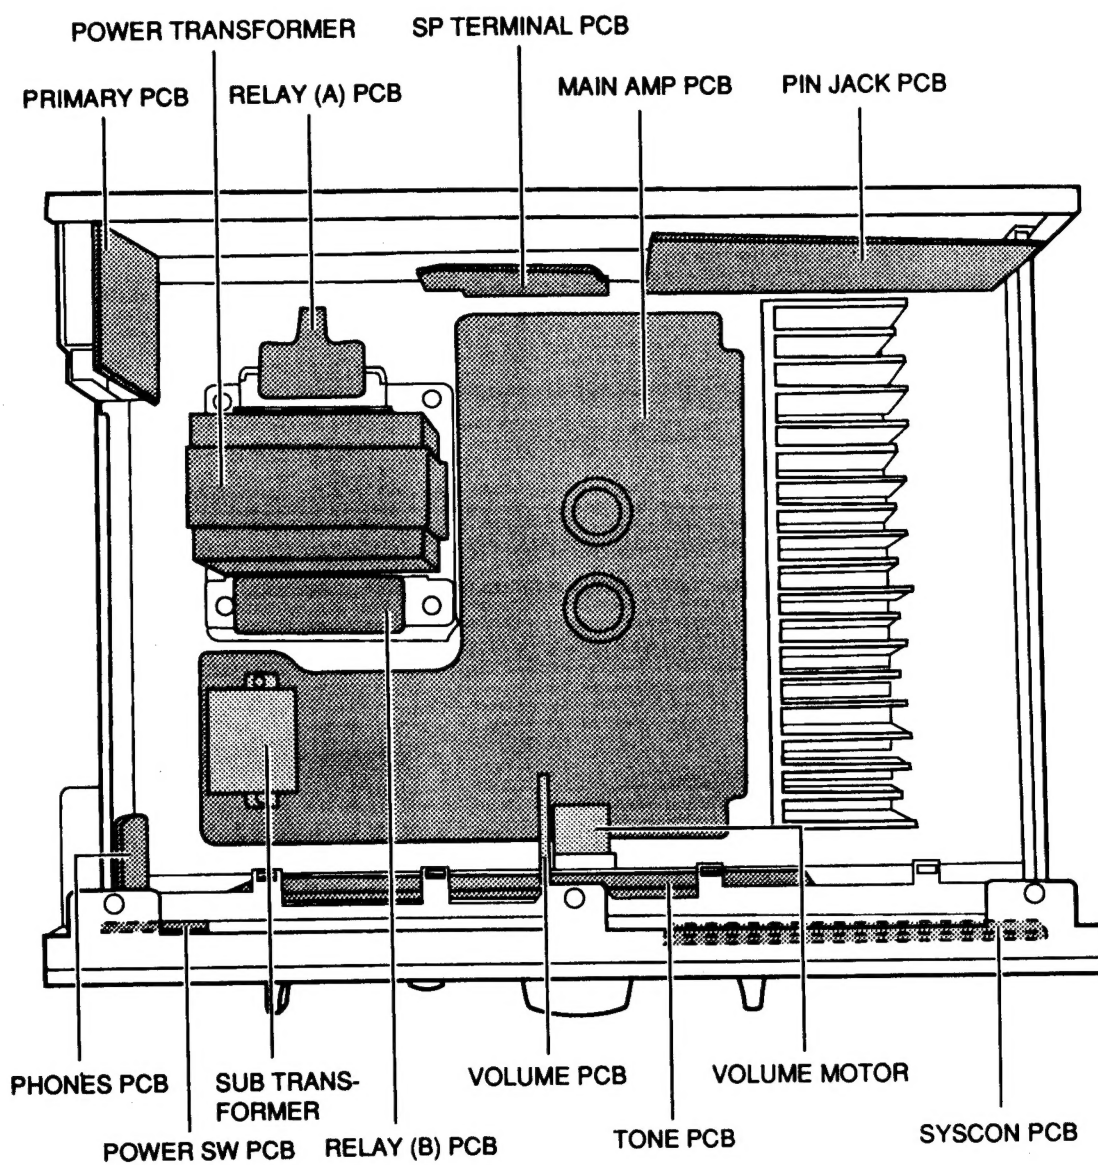 POWER TRANSFORMER
SP TERMINAL PCB
PRIMARY PCB
RELAY (A) PCB
MAIN AMP PCB
PIN JACK PCB
PHONES PCB
SUB TRANS-
FORMER
VOLUME PCB
VOLUME MOTOR
POWER SW PCB
RELAY (B) PCB
TONE PCB
SYSCON PCB